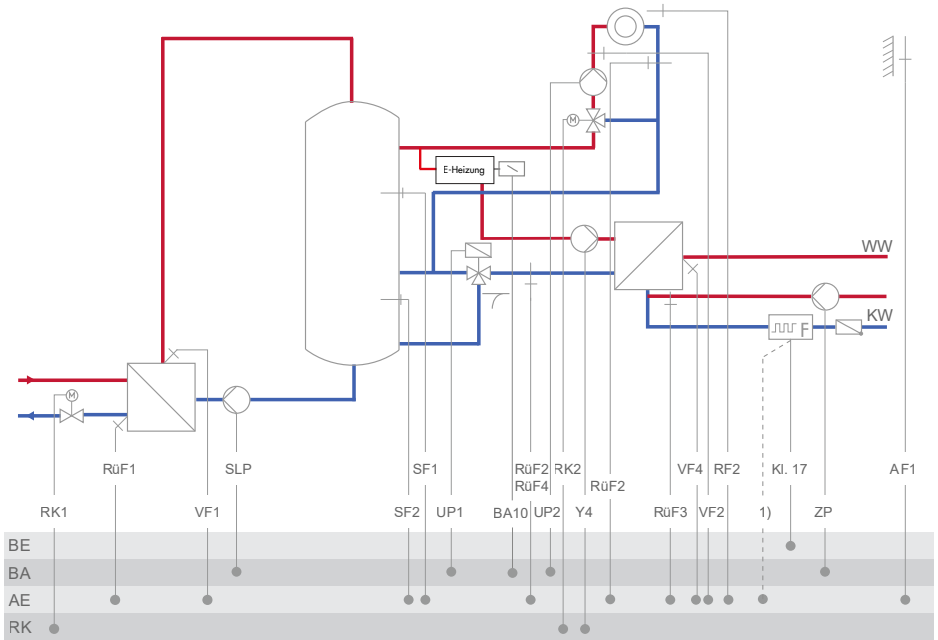 M
E-Heizung
WW
F
KW
M
RüF1
SLP
SF1
RüF2
RK2
VF4
RF2
Kl. 17
AF1
RüF4
RüF2
RK1
VF1
SF2
UP1
BA10
UP2
Y4
RüF3
VF2
1)
ZP
BE
BA
AE
RK